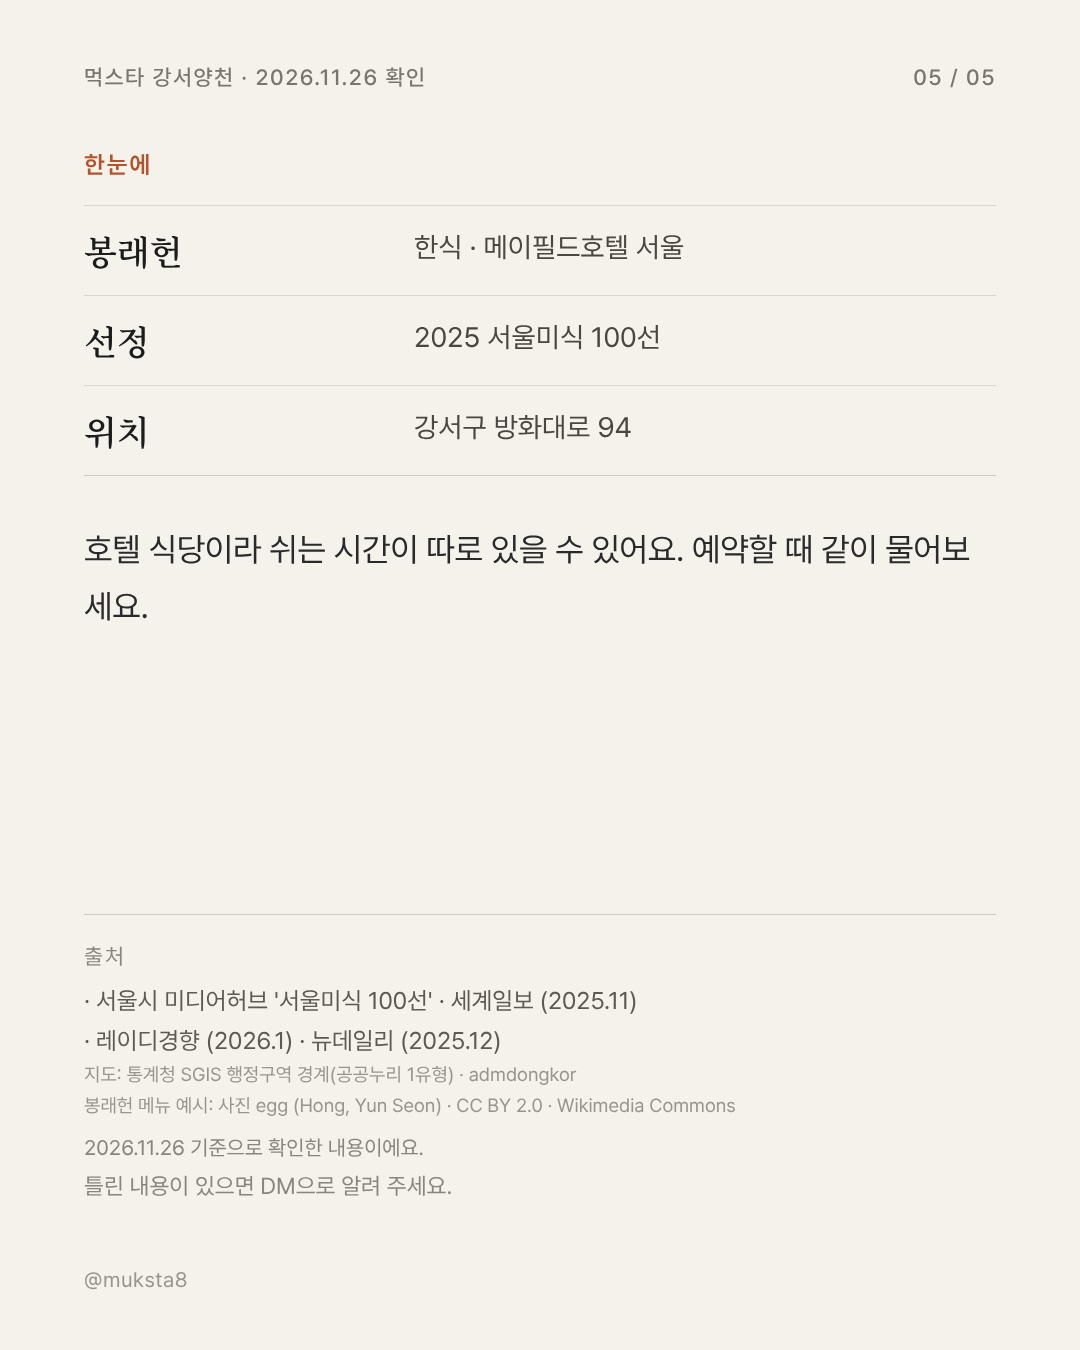 먹스타 강서양천 · 2026.11.26 확인
05 / 05
한눈에
봉래헌
한식 · 메이필드호텔 서울
선정
2025 서울미식 100선
위치
강서구 방화대로 94
호텔 식당이라 쉬는 시간이 따로 있을 수 있어요. 예약할 때 같이 물어보
세요.
출처
· 서울시 미디어허브 '서울미식 100선' · 세계일보 (2025.11)
· 레이디경향 (2026.1) · 뉴데일리 (2025.12)
지도: 통계청 SGIS 행정구역 경계(공공누리 1유형) · admdongkor
봉래헌 메뉴 예시: 사진 egg (Hong, Yun Seon) · CC BY 2.0 · Wikimedia Commons
2026.11.26 기준으로 확인한 내용이에요.
틀린 내용이 있으면 DM으로 알려 주세요.
@muksta8